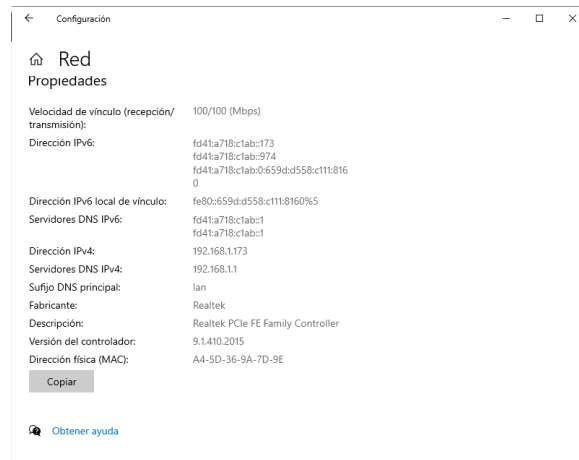 Configuración
Red
Propiedades
Velocidad de vínculo (recepción/ 100/100 (Mbps)
transmisión):
Dirección IPv6: fd41:a718:c1ab::173
fd41:a718:c1ab::974
fd41:a718:c1ab:0:659d:d558:c111:816
0
Dirección IPv6 local de vínculo: fe80::659d:d558:c111:8160%5
Servidores DNS IPv6: fd41:a718:c1ab::1
fd41:a718:c1ab::1
Dirección IPv4: 192.168.1.173
Servidores DNS IPv4: 192.168.1.1
Sufijo DNS principal: lan
Fabricante: Realtek
Descripción: Realtek PCIe FE Family Controller
Versión del controlador: 9.1.410.2015
Dirección física (MAC): A4-5D-36-9A-7D-9E
Copiar
Obtener ayuda